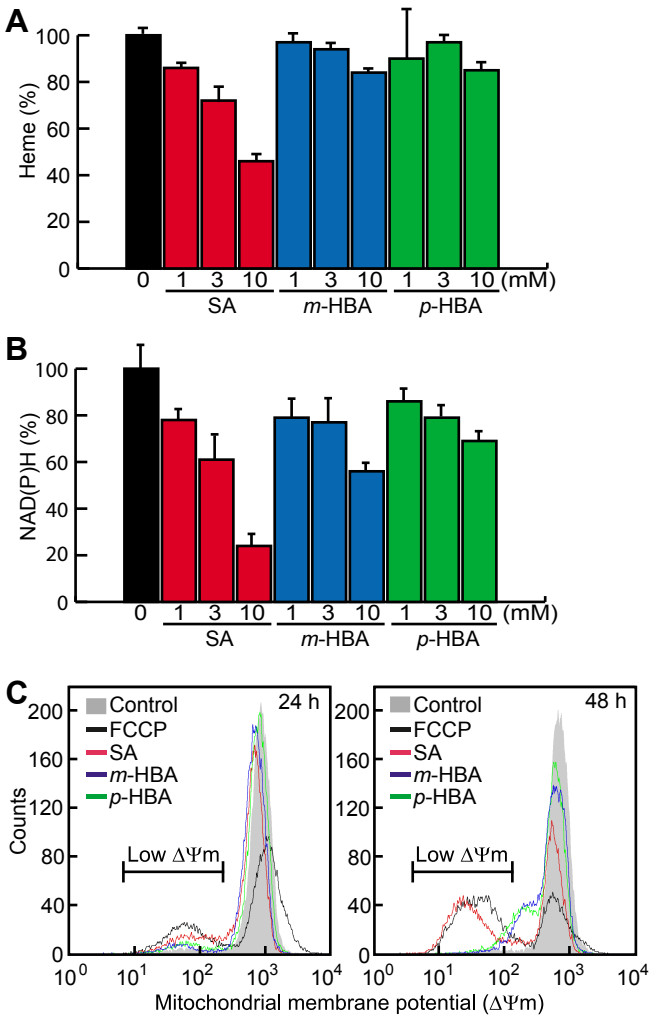 A
Heme (%)
100
80
60
40
20
0
0 1 3 10 1 3 10 1 3 10 (mM)
SA m-HBA p-HBA
B
NAD(P)H (%)
100
80
60
40
20
0
0 1 3 10 1 3 10 1 3 10 (mM)
SA m-HBA p-HBA
C
Counts
200
160
120
80
40
0
Control
FCCP
SA
m-HBA
p-HBA
24 h
Low ΔΨm
10⁰ 10¹ 10² 10³ 10⁴
200
160
120
80
40
0
Control
FCCP
SA
m-HBA
p-HBA
48 h
Low ΔΨm
10⁰ 10¹ 10² 10³ 10⁴
Mitochondrial membrane potential (ΔΨm)